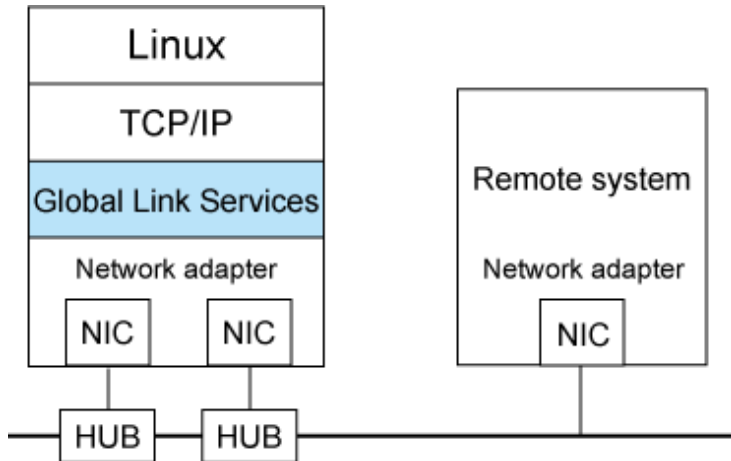 Linux
TCP/IP
Global Link Services
Network adapter
NIC
NIC
HUB
HUB
Remote system
Network adapter
NIC